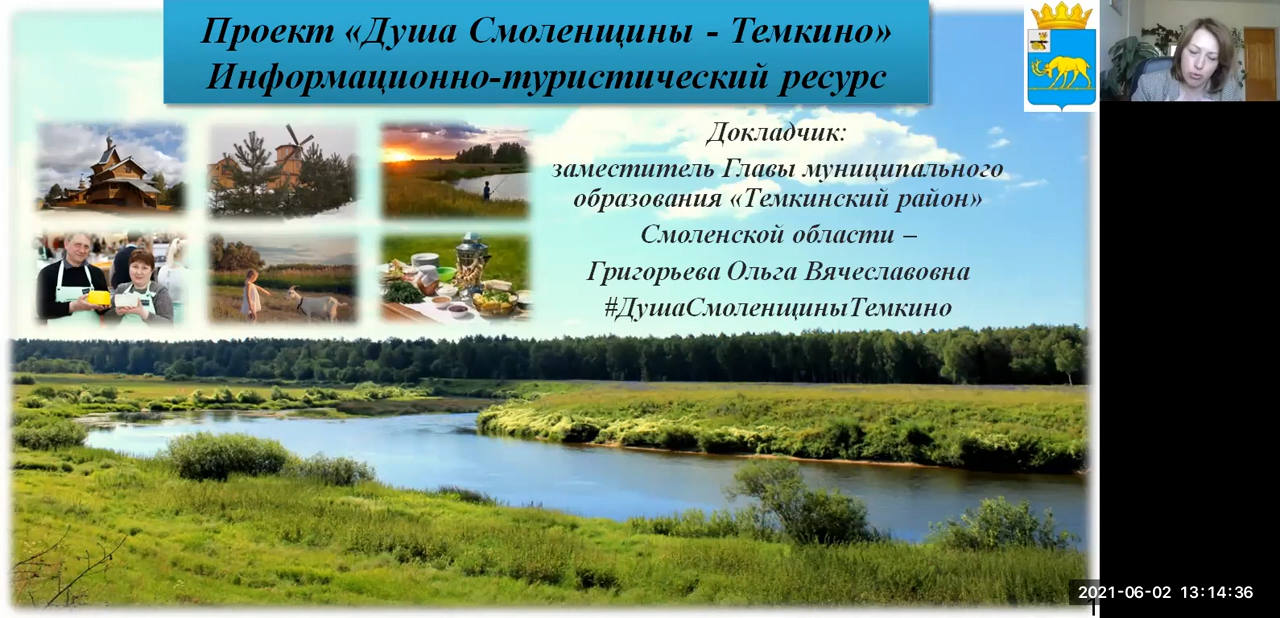 Проект «Душа Смоленщины - Темкино»
Информационно-туристический ресурс
Докладчик:
заместитель Главы муниципального
образования «Темкинский район»
Смоленской области –
Григорьева Ольга Вячеславовна
#ДушаСмоленщиныТемкино
2021-06-02 13:14:36